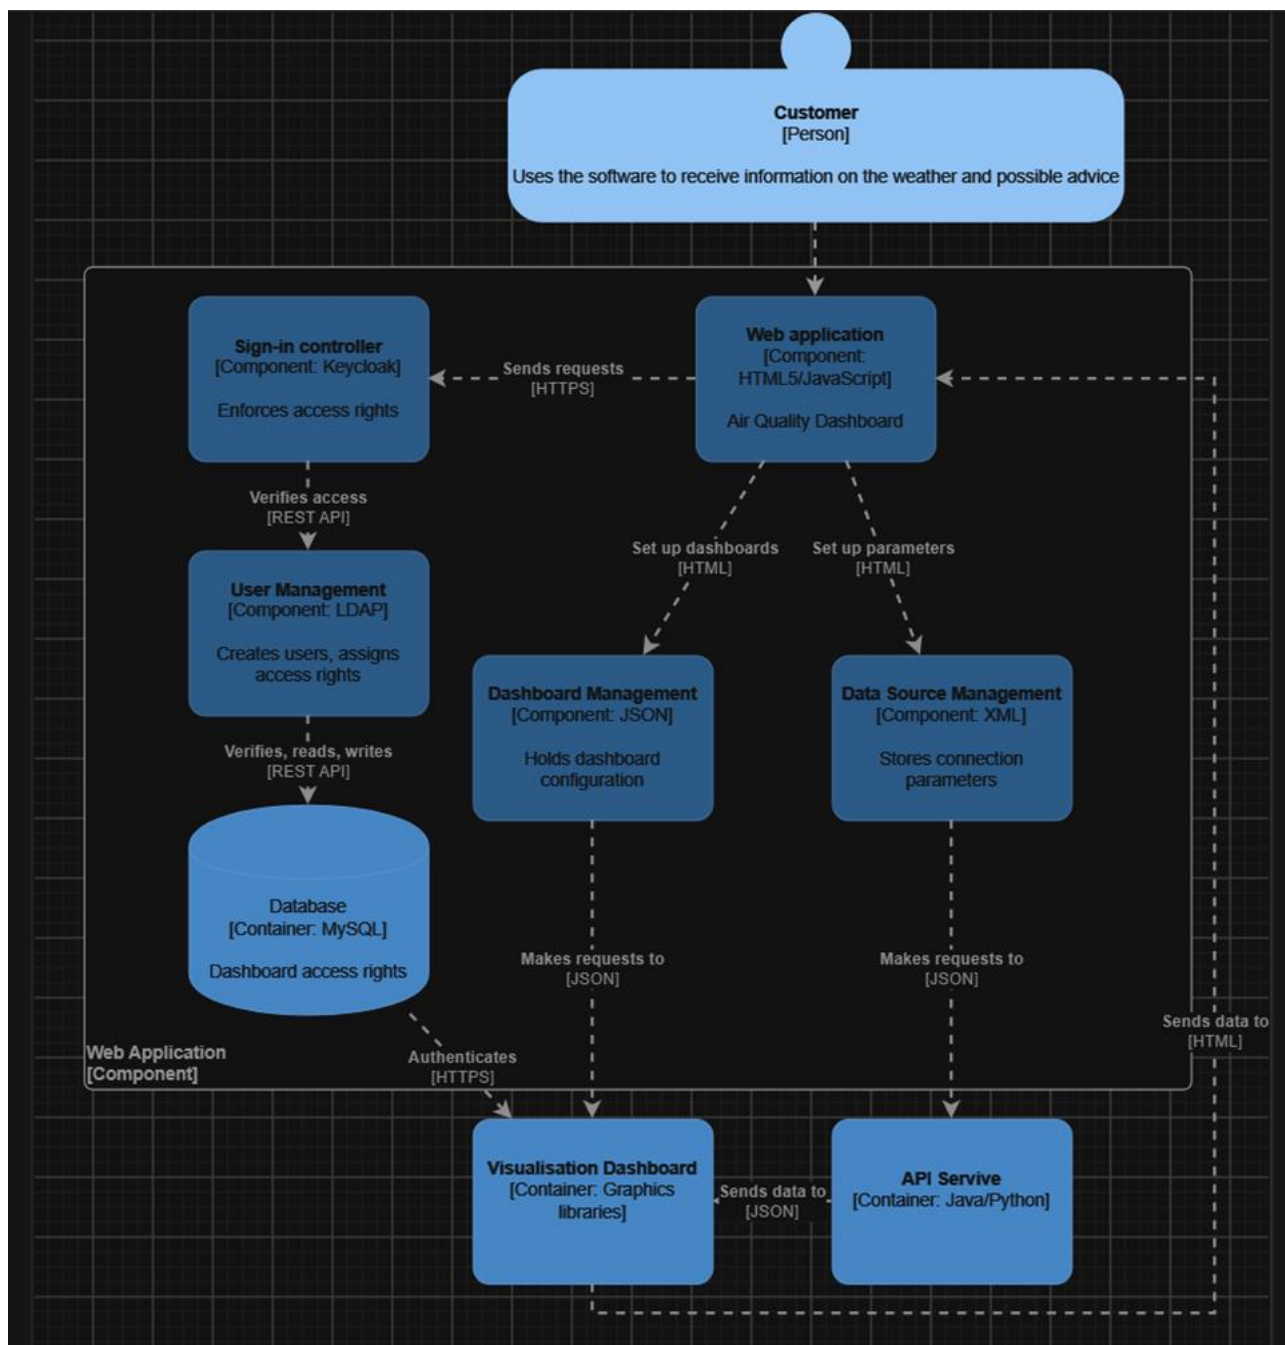 Customer
[Person]
Uses the software to receive information on the weather and possible advice
Sign-in controller
[Component: Keycloak]
Enforces access rights
Sends requests
[HTTPS]
Web application
[Component:
HTML5/JavaScript]
Air Quality Dashboard
Verifies access
[REST API]
Set up dashboards
[HTML]
Set up parameters
[HTML]
User Management
[Component: LDAP]
Creates users, assigns
access rights
Dashboard Management
[Component: JSON]
Holds dashboard
configuration
Data Source Management
[Component: XML]
Stores connection
parameters
Verifies, reads, writes
[REST API]
Database
[Container: MySQL]
Dashboard access rights
Makes requests to
[JSON]
Makes requests to
[JSON]
Sends data to
[HTML]
Web Application
[Component]
Authenticates
[HTTPS]
Visualisation Dashboard
[Container: Graphics
libraries]
Sends data to
[JSON]
API Servive
[Container: Java/Python]